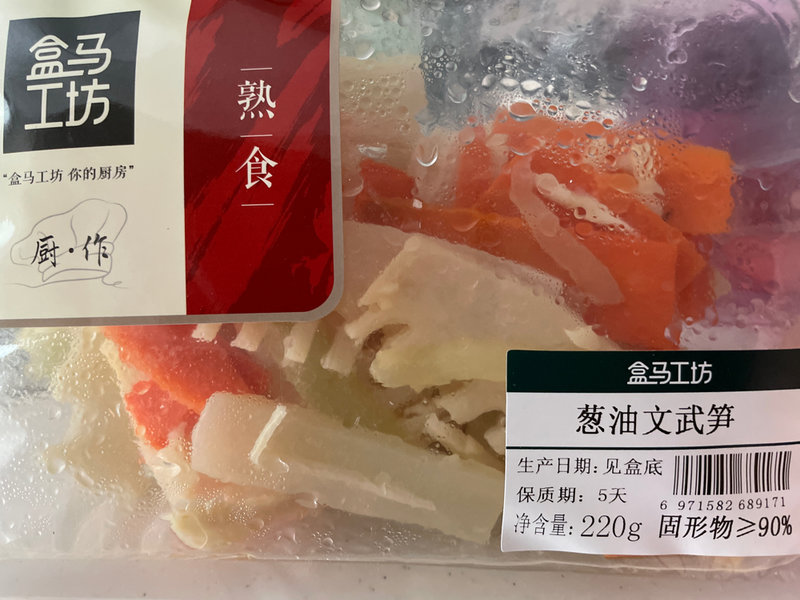 盒马
工坊
"盒马工坊 你的厨房"
厨·作
熟食
盒马工坊
葱油文武笋
生产日期: 见盒底
保质期: 5天
6 971582 689171
净含量: 220g 固形物≥90%